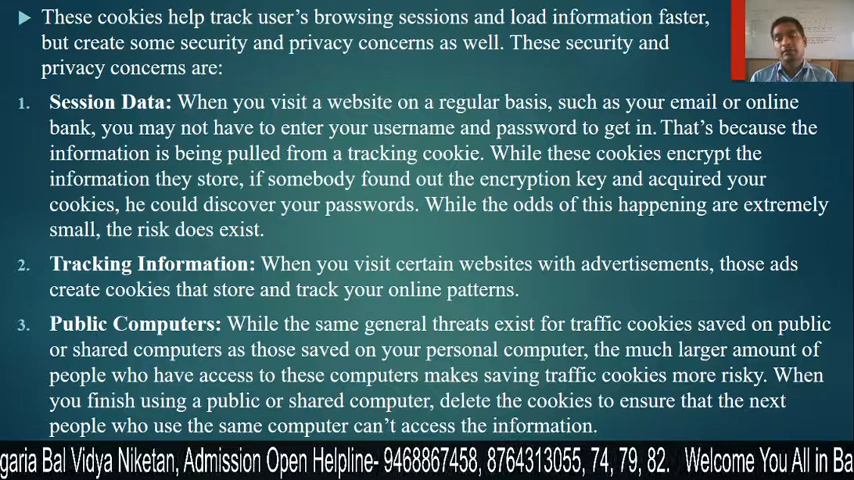 These cookies help track user's browsing sessions and load information faster,
but create some security and privacy concerns as well. These security and
privacy concerns are:
1. Session Data: When you visit a website on a regular basis, such as your email or online
bank, you may not have to enter your username and password to get in. That's because the
information is being pulled from a tracking cookie. While these cookies encrypt the
information they store, if somebody found out the encryption key and acquired your
cookies, he could discover your passwords. While the odds of this happening are extremely
small, the risk does exist.
2. Tracking Information: When you visit certain websites with advertisements, those ads
create cookies that store and track your online patterns.
3. Public Computers: While the same general threats exist for traffic cookies saved on public
or shared computers as those saved on your personal computer, the much larger amount of
people who have access to these computers makes saving traffic cookies more risky. When
you finish using a public or shared computer, delete the cookies to ensure that the next
people who use the same computer can't access the information.
garia Bal Vidya Niketan, Admission Open Helpline- 9468867458, 8764313055, 74, 79, 82. Welcome You All in Ba